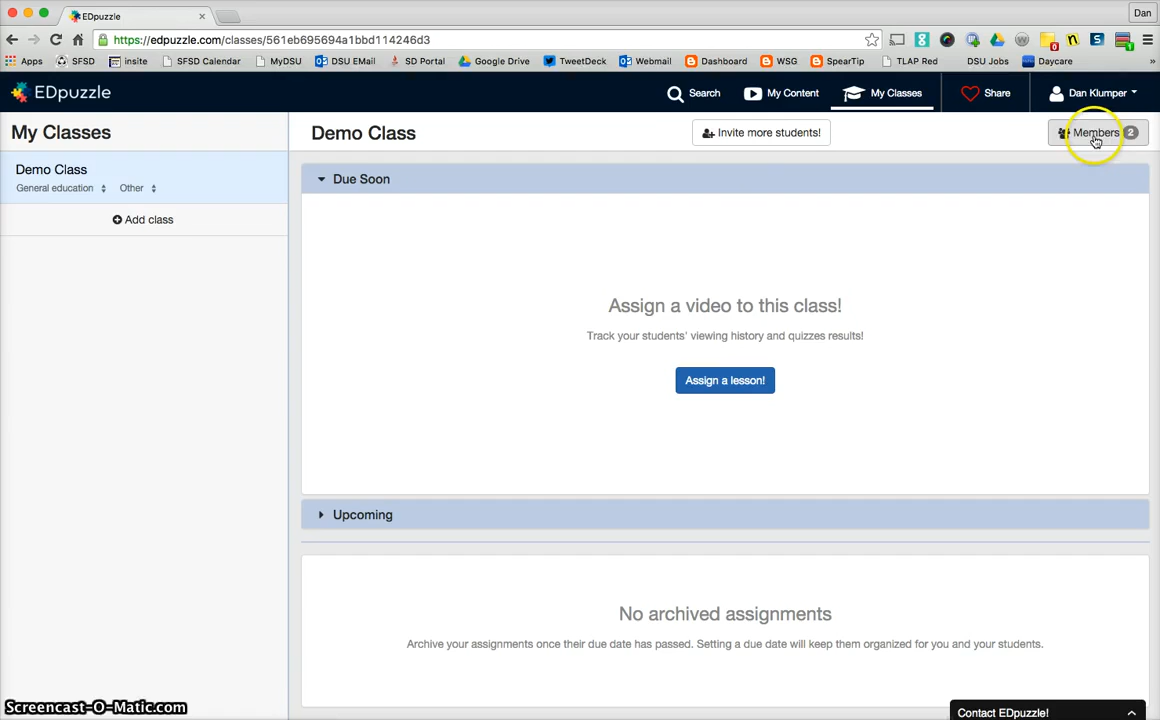 EDpuzzle
Dan
https://edpuzzle.com/classes/561eb695694a1bbd114246d3
Apps SFSD insite SFSD Calendar MyDSU DSU EMail SD Portal Google Drive TweetDeck Webmail Dashboard WSG SpearTip TLAP Red DSU Jobs Daycare »
EDpuzzle Search My Content My Classes Share Dan Klumper
My Classes
Demo Class
Invite more students!
Members 2
Demo Class
General education Other
Add class
Due Soon
Assign a video to this class!
Track your students' viewing history and quizzes results!
Assign a lesson!
Upcoming
No archived assignments
Archive your assignments once their due date has passed. Setting a due date will keep them organized for you and your students.
Screencast-O-Matic.com
Contact EDpuzzle!